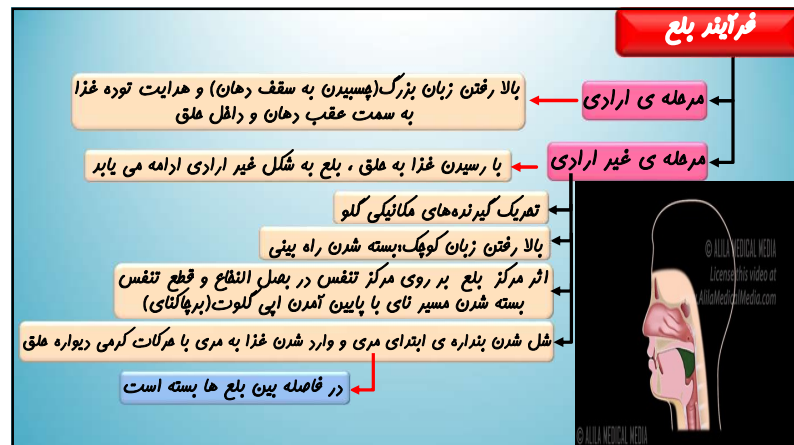 فرآیند بلع
مرحله ی ارادی
بالا رفتن زبان بزرگ(چسبیدن به سقف دهان) و هدایت توده غذا
به سمت عقب دهان و داخل حلق
مرحله ی غیر ارادی
با رسیدن غذا به حلق ، بلع به شکل غیر ارادی ادامه می یابد
تحریک گیرنده‌های مکانیکی گلو
بالا رفتن زبان کوچک؛بسته شدن راه بینی
اثر مرکز بلع بر روی مرکز تنفس در بصل النخاع و قطع تنفس
بسته شدن مسیر نای با پایین آمدن اپی گلوت(برچاکنای)
شل شدن بنداره ی ابتدای مری و وارد شدن غذا به مری با حرکات کرمی دیواره حلق
در فاصله بین بلع ها بسته است
© ALILA MEDICAL MEDIA
License this video at
AlilaMedicalMedia.com
© ALILA MEDICAL MEDIA